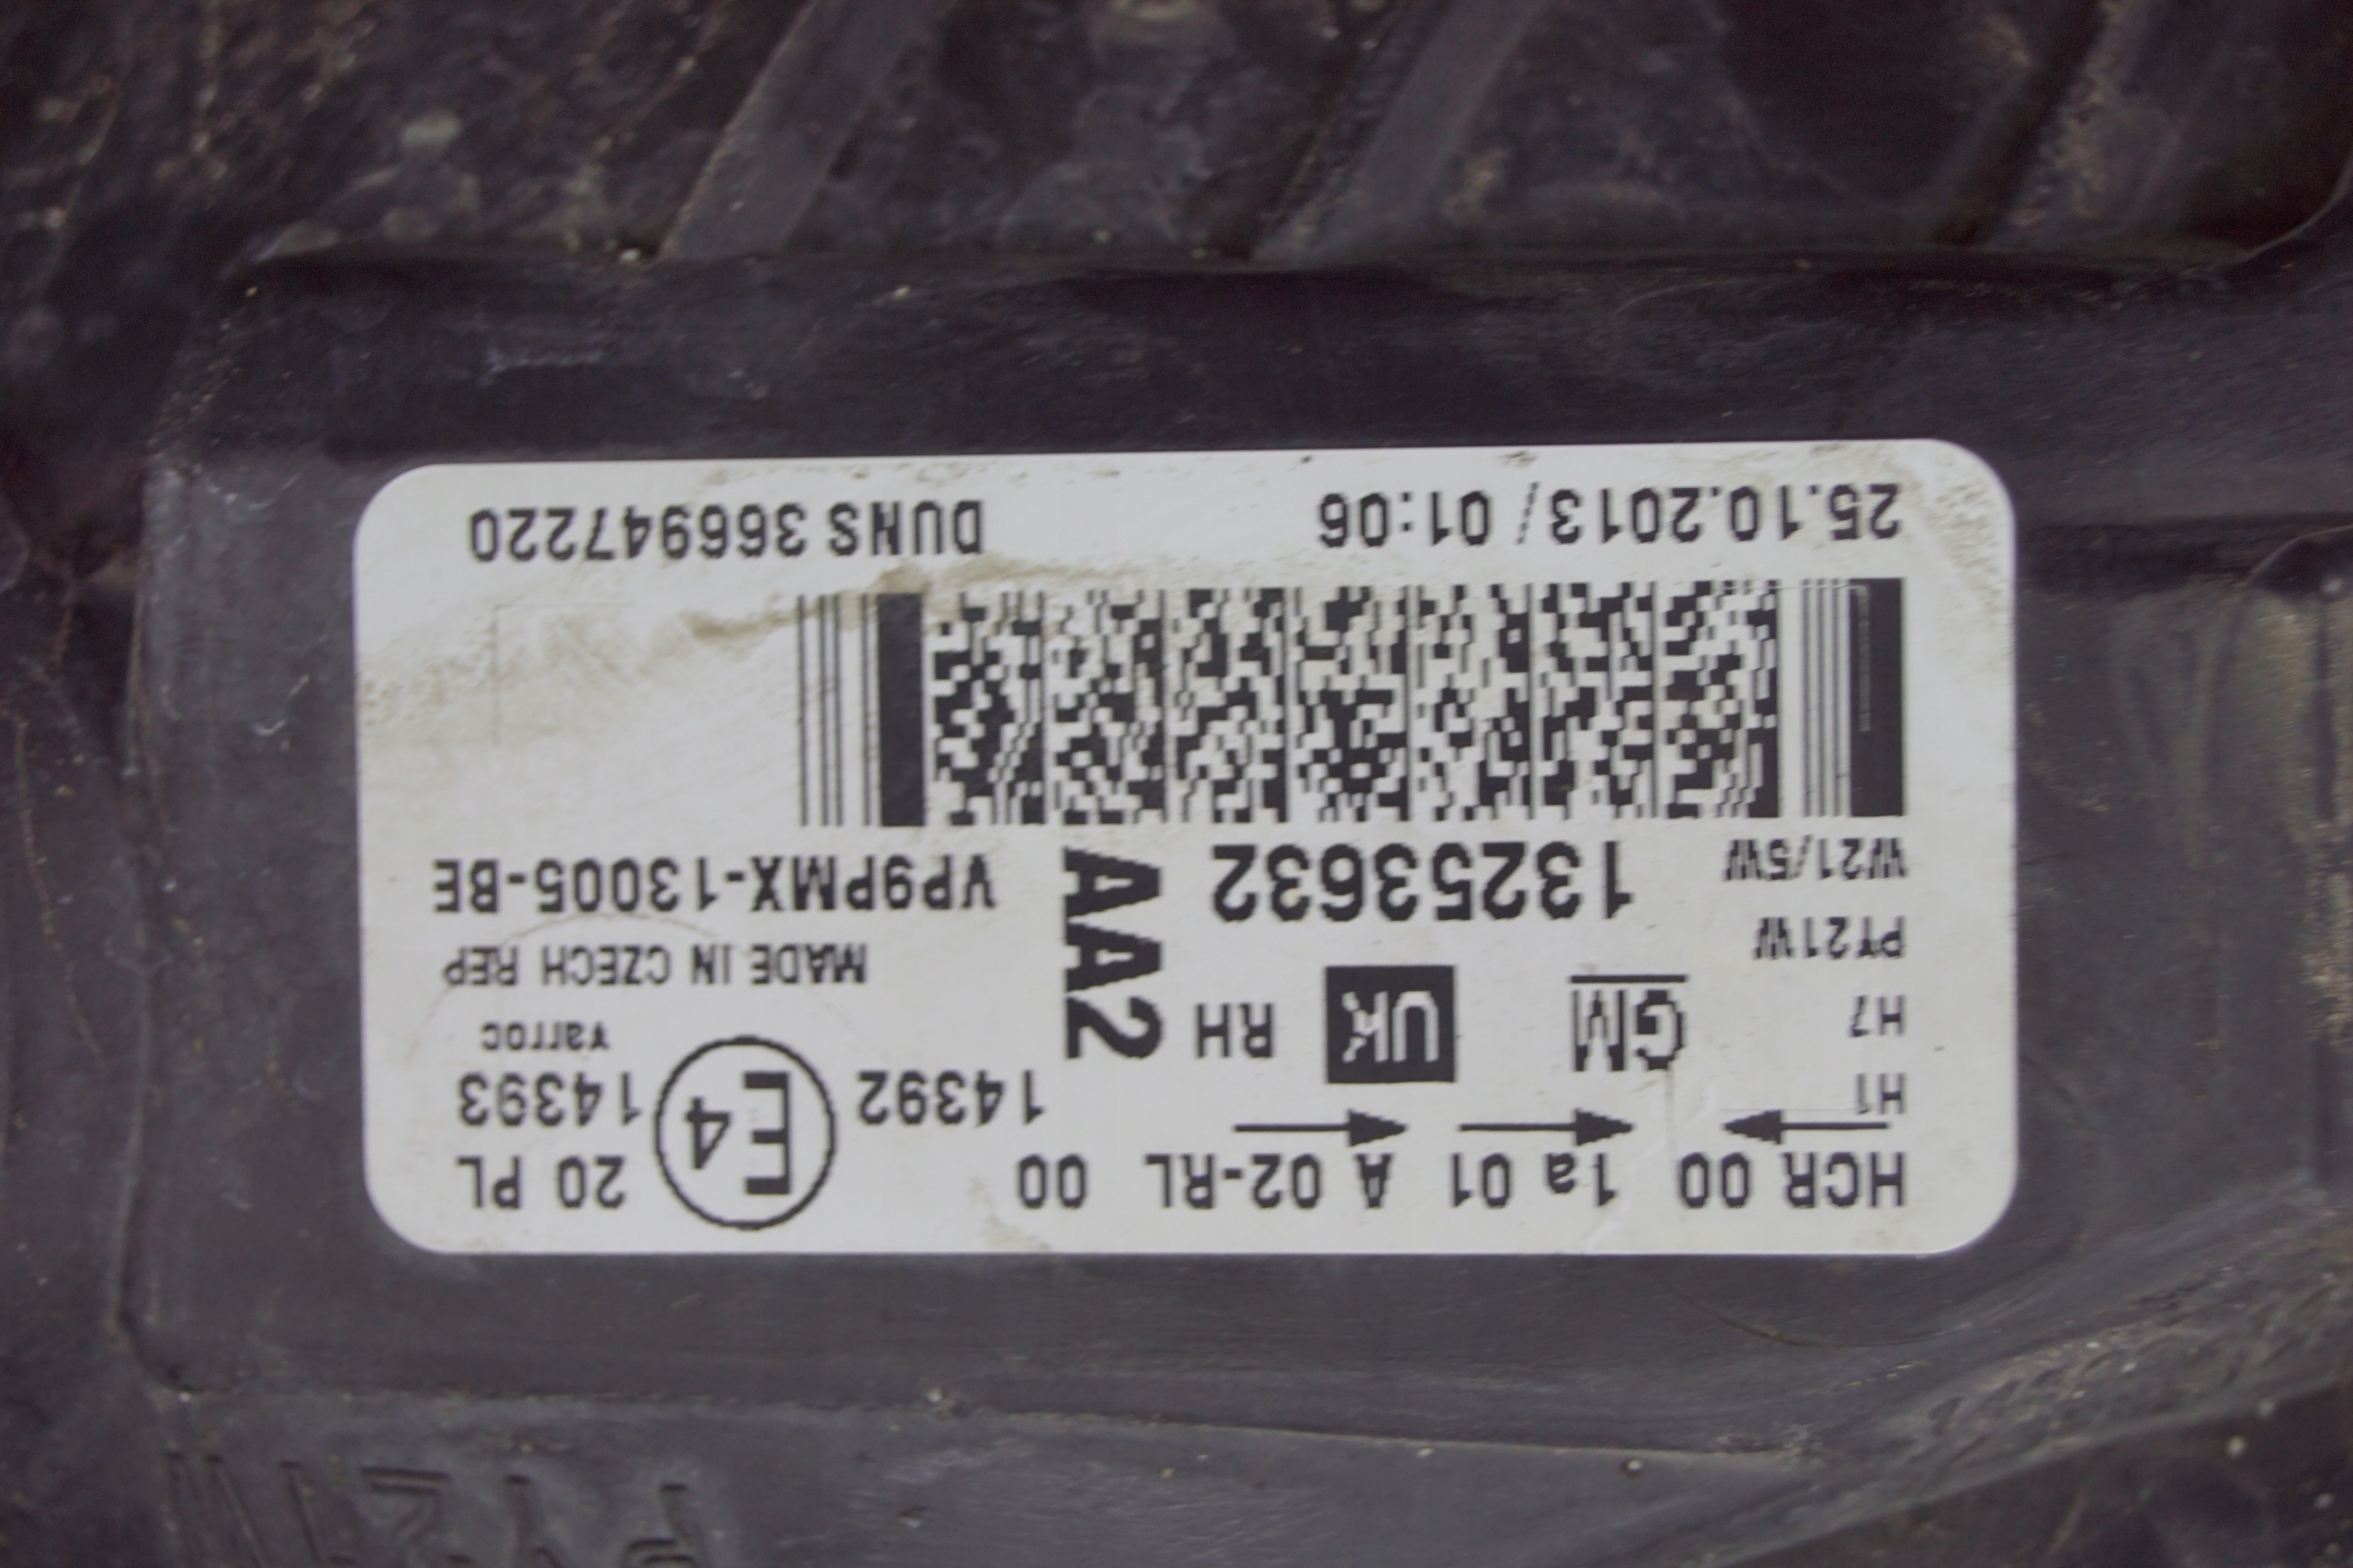 HCR 00 1a 01 A 02-RL 00 E4 20 PL
H1 14392 14393
H7 GM UK RH AA2 varroc
PY21W MADE IN CZECH REP
W21/5W 13253632 VP9PMX-13005-BE
25.10.2013 / 01:06 DUNS 366947220
PY21W